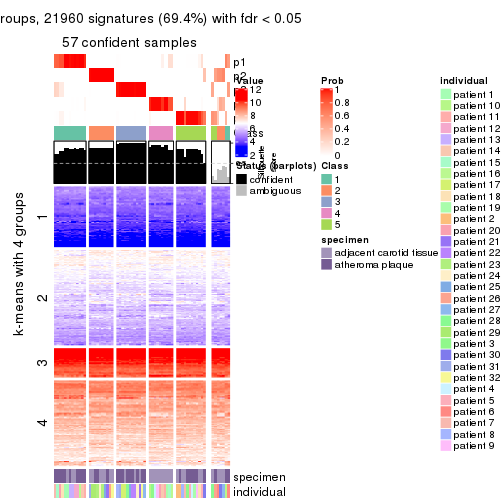 roups, 21960 signatures (69.4%) with fdr < 0.05
57 confident samples
p1
p2
Value
12
10
8
6
4
2
Prob
1
0.8
0.6
0.4
0.2
0
Status (barplots)
confident
ambiguous
Class
1
2
3
4
5
specimen
adjacent carotid tissue
atheroma plaque
individual
patient 1
patient 10
patient 11
patient 12
patient 13
patient 14
patient 15
patient 16
patient 17
patient 18
patient 19
patient 2
patient 20
patient 21
patient 22
patient 23
patient 24
patient 25
patient 26
patient 27
patient 28
patient 29
patient 3
patient 30
patient 31
patient 32
patient 4
patient 5
patient 6
patient 7
patient 8
patient 9
k-means with 4 groups
1
2
3
4
specimen
individual